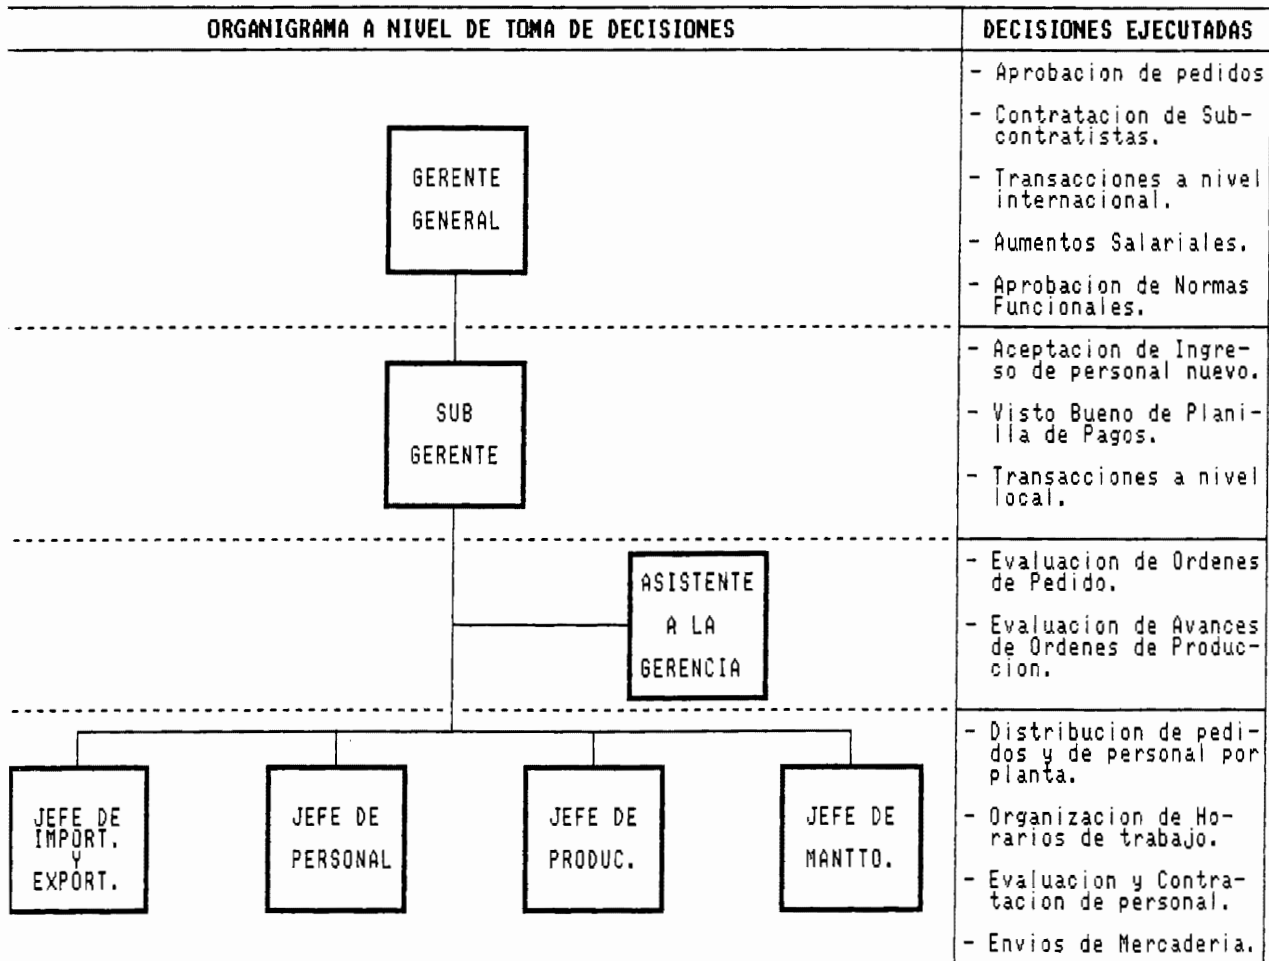 ORGANIGRAMA A NIVEL DE TOMA DE DECISIONES
DECISIONES EJECUTADAS
GERENTE
GENERAL
- Aprobacion de pedidos
- Contratacion de Sub-
contratistas.
- Transacciones a nivel
internacional.
- Aumentos Salariales.
- Aprobacion de Normas
Funcionales.
SUB
GERENTE
- Aceptacion de Ingre-
so de personal nuevo.
- Visto Bueno de Plani-
lla de Pagos.
- Transacciones a nivel
local.
ASISTENTE
A LA
GERENCIA
- Evaluacion de Ordenes
de Pedido.
- Evaluacion de Avances
de Ordenes de Produc-
cion.
JEFE DE
IMPORT.
Y
EXPORT.
JEFE DE
PERSONAL
JEFE DE
PRODUC.
JEFE DE
MANTTO.
- Distribucion de pedi-
dos y de personal por
planta.
- Organizacion de Ho-
rarios de trabajo.
- Evaluacion y Contra-
tacion de personal.
- Envios de Mercaderia.